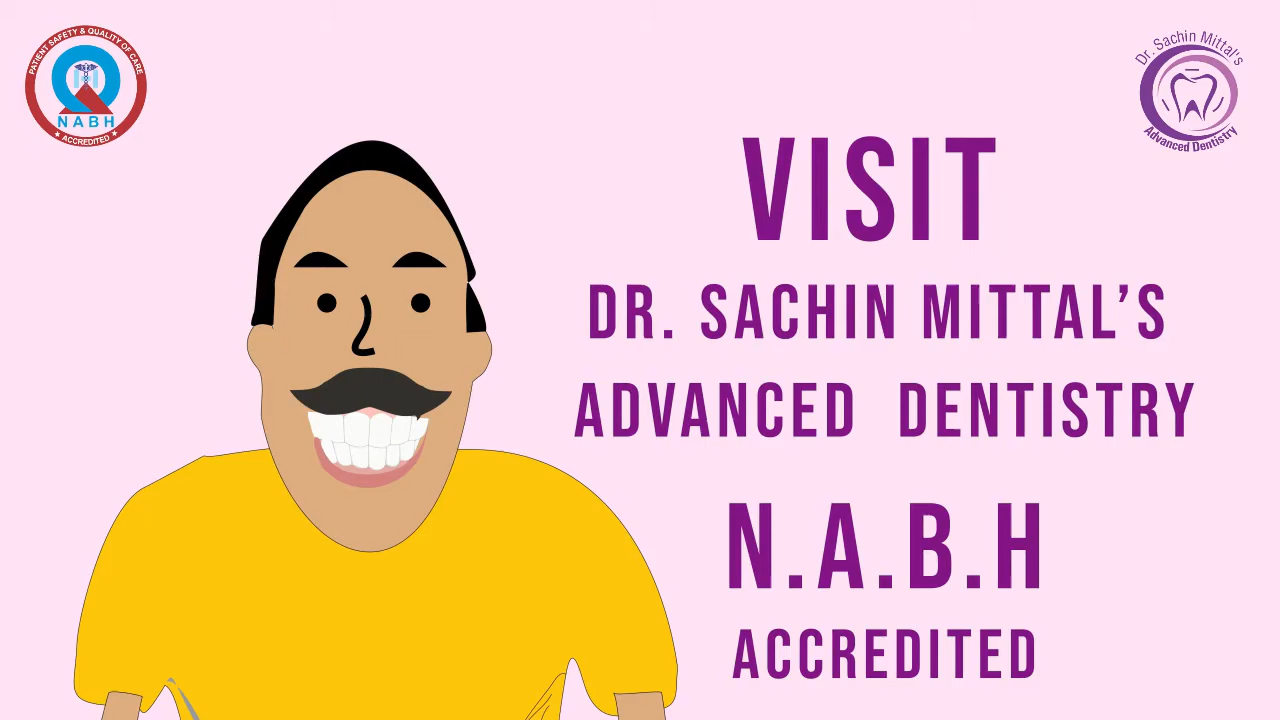 PATIENT SAFETY & QUALITY OF CARE
NABH
ACCREDITED
Dr. Sachin Mittal's
Advanced Dentistry
VISIT
DR. SACHIN MITTAL’S
ADVANCED DENTISTRY
N.A.B.H
ACCREDITED